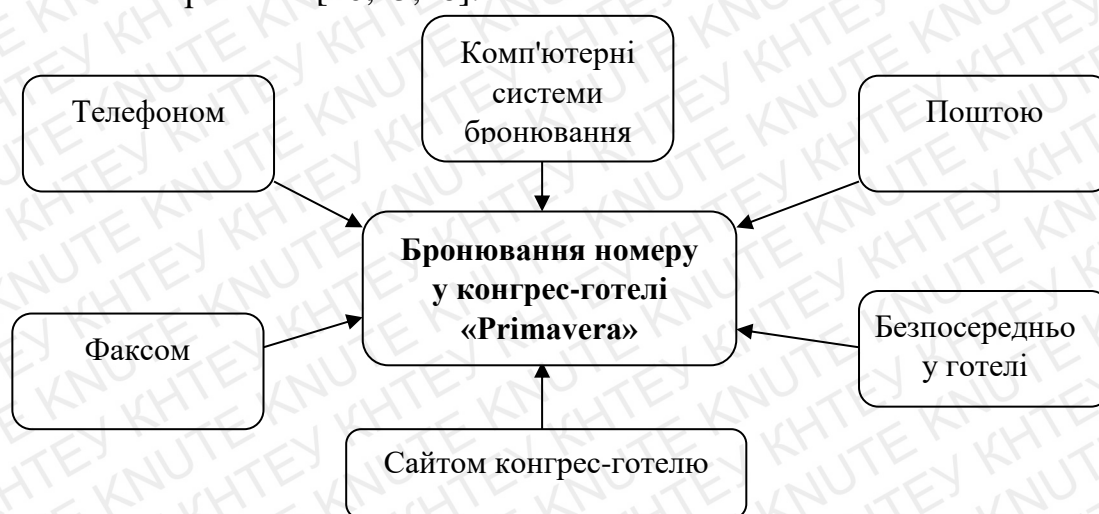 Комп'ютерні
системи
бронювання
Телефоном
Поштою
Бронювання номеру
у конгрес-готелі
«Primavera»
Факсом
Безпосередньо
у готелі
Сайтом конгрес-готелю